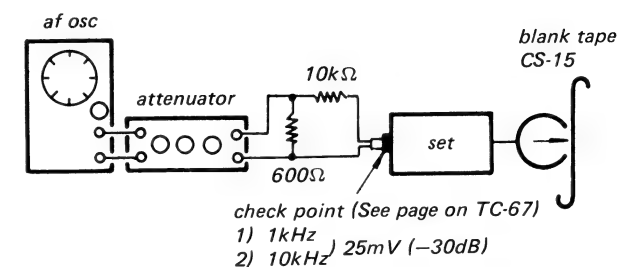 af osc
blank tape
CS-15
10kΩ
attenuator
set
600Ω
check point (See page on TC-67)
1) 1kHz
2) 10kHz ) 25mV (−30dB)